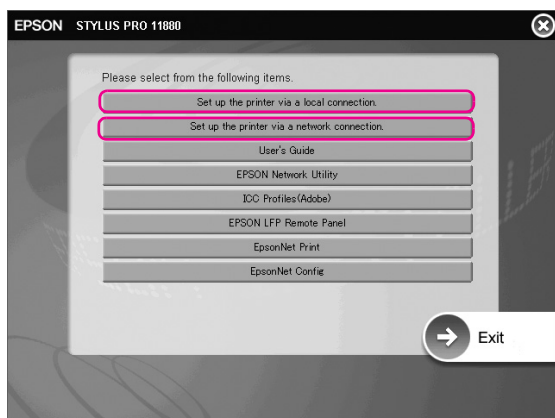 EPSON STYLUS PRO 11880
Please select from the following items.
Set up the printer via a local connection.
Set up the printer via a network connection.
User's Guide
EPSON Network Utility
ICC Profiles(Adobe)
EPSON LFP Remote Panel
EpsonNet Print
EpsonNet Config
Exit